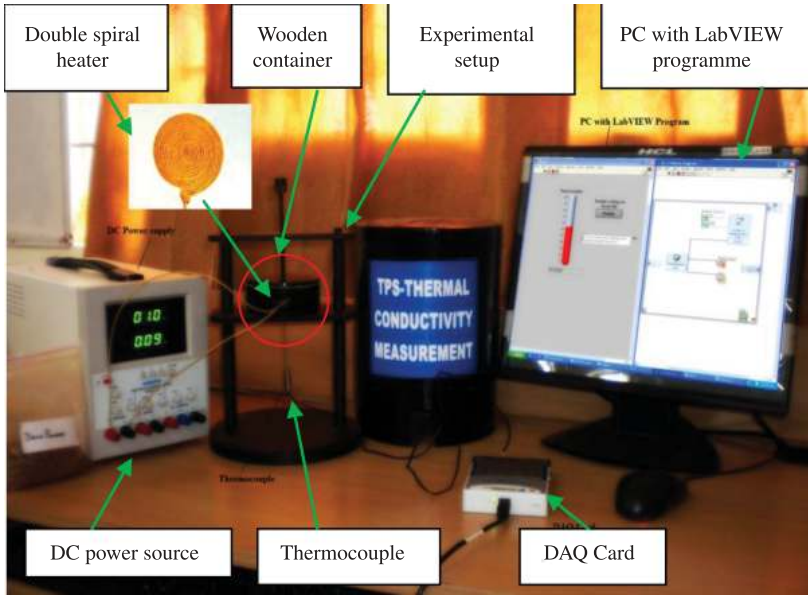 Double spiral
heater
Wooden
container
Experimental
setup
PC with LabVIEW
programme
PC with LabVIEW Program
HCL
DC Power supply
01.0
0.09
TPS-THERMAL
CONDUCTIVITY
MEASUREMENT
Thermocouple
DC power source
Thermocouple
DAQ Card